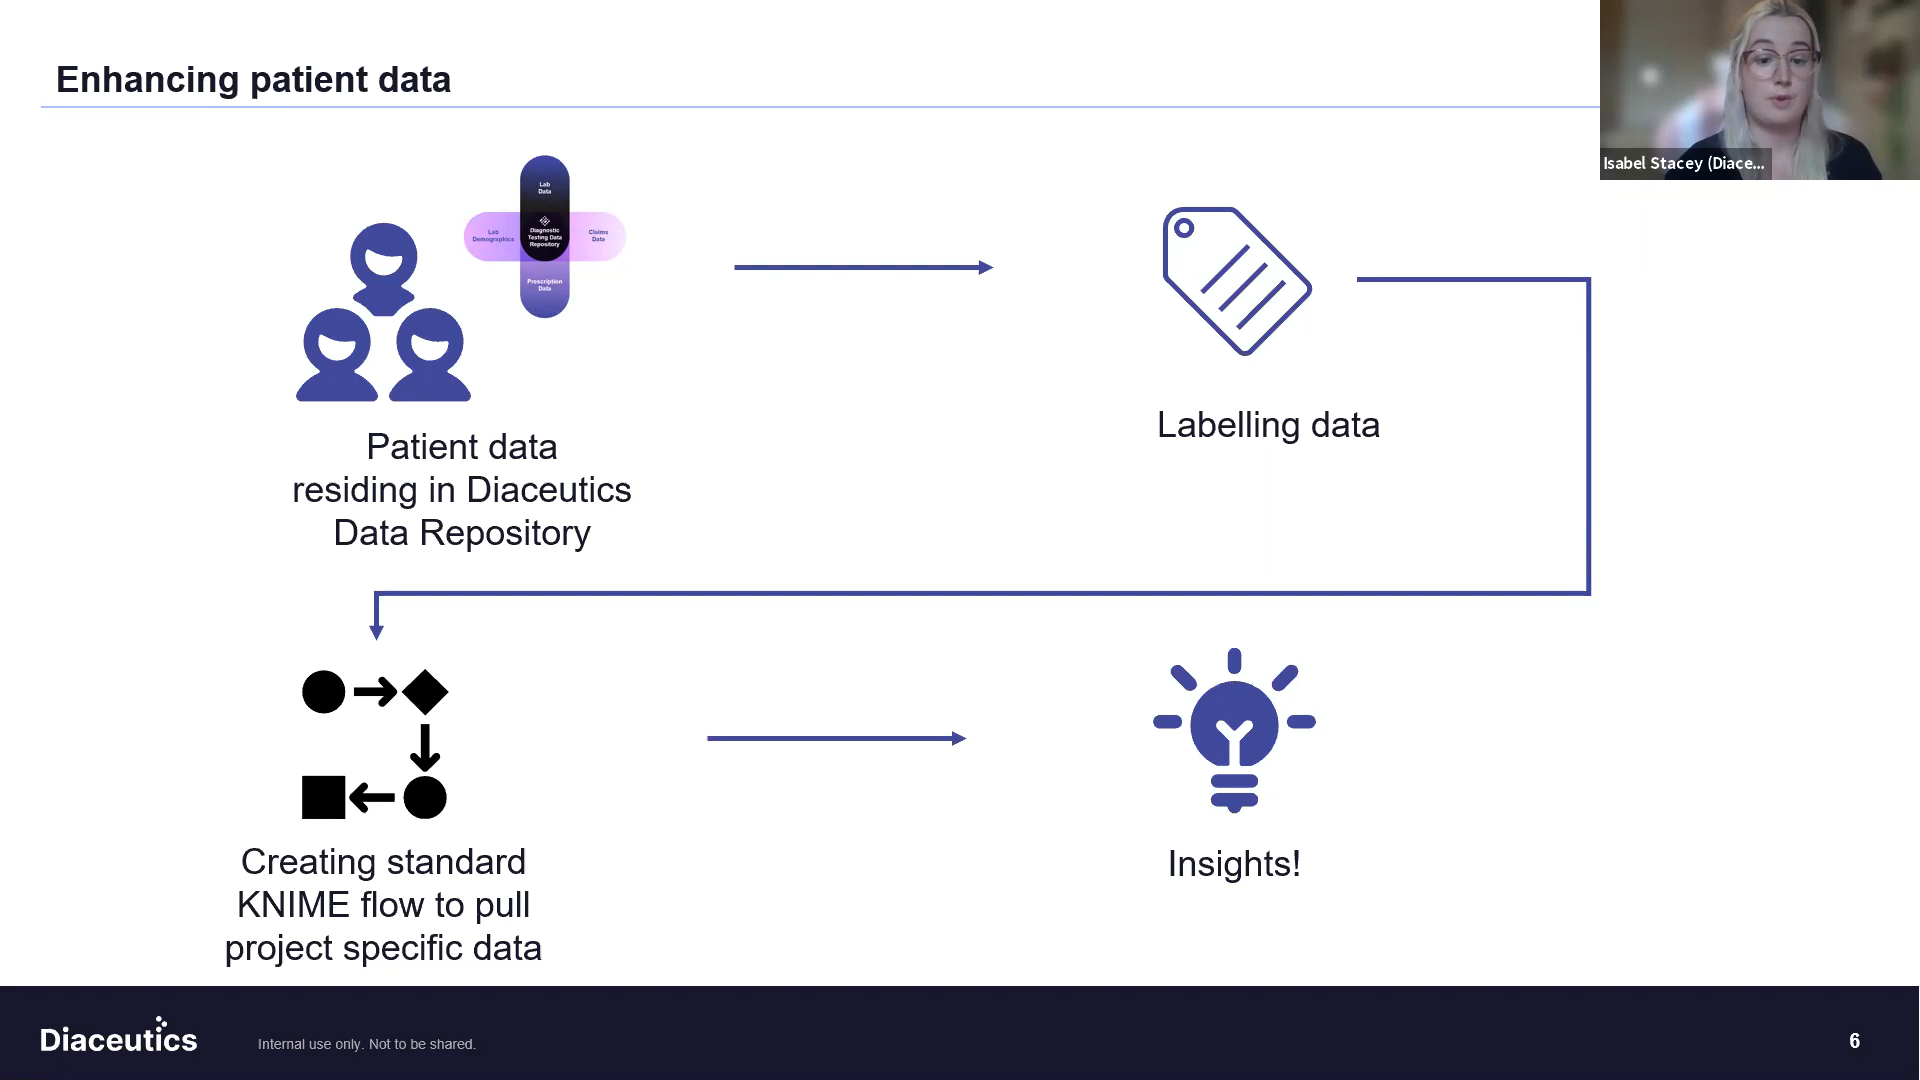 Enhancing patient data
Isabel Stacey (Diace...
Lab
Data
Lab
Demographics
Diagnostic
Testing Data
Repository
Claims
Data
Prescription
Data
Patient data
residing in Diaceutics
Data Repository
Labelling data
Creating standard
KNIME flow to pull
project specific data
Insights!
Diaceutics
Internal use only. Not to be shared.
6